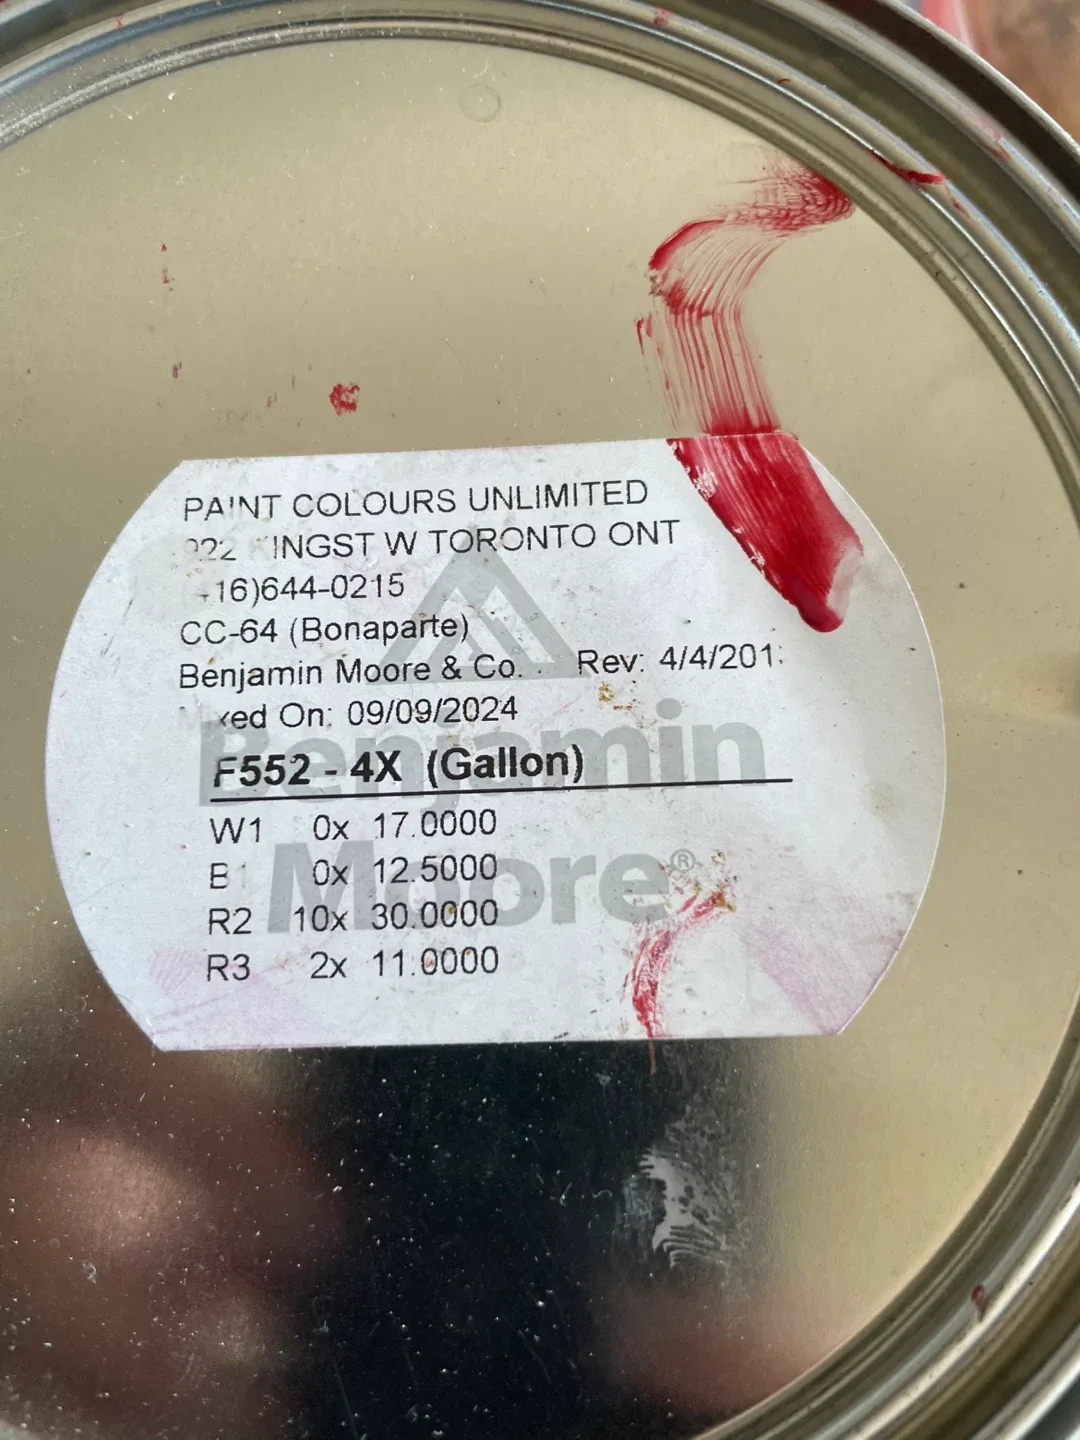 PAINT COLOURS UNLIMITED
W TORONTO ONT
16)644-0215
CC-64 (Bonaparte)
Benjamin Moore & Co. Rev: 4/4/201
On: 09/09/2024
F552 - 4X (Gallon)
W1 0x 17.0000
B1 0x 12.5000
R2 10x 30.0000
R3 2x 11.0000
Benjamin
Moore®